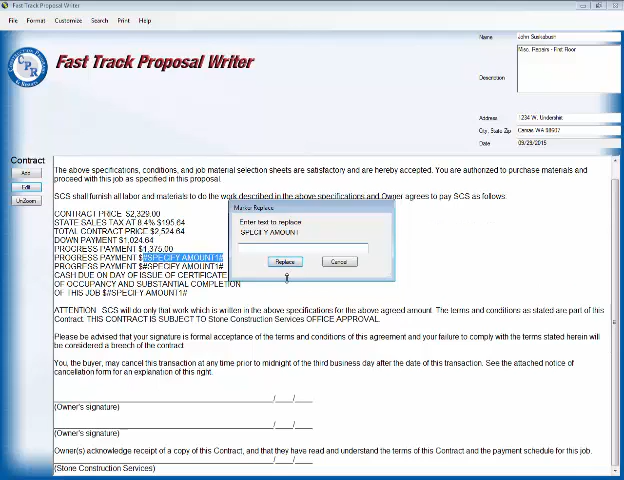 Fast Track Proposal Writer
File Format Customize Search Print Help
Fast Track Proposal Writer
CPR
Name John Suskebush
Description Misc. Repairs - First Floor
Address 1234 W. Undershit
City, State Zip Camas WA 98607
Date 09/29/2015
Contract
Add
Edit
UnZoom
The above specifications, conditions, and job material selection sheets are satisfactory and are hereby accepted. You are authorized to purchase materials and
proceed with this job as specified in this proposal.
SCS shall furnish all labor and materials to do the work described in the above specifications and Owner agrees to pay SCS as follows:
CONTRACT PRICE $2,329.00
STATE SALES TAX @ 8.4% $195.64
TOTAL CONTRACT PRICE $2,524.64
DOWN PAYMENT $1,024.64
PROGRESS PAYMENT $1,375.00
PROGRESS PAYMENT $#SPECIFY AMOUNT1#
PROGRESS PAYMENT $#SPECIFY AMOUNT1#
CASH DUE ON DAY OF ISSUE OF CERTIFICATE
OF OCCUPANCY AND SUBSTANTIAL COMPLETION
OF THIS JOB $#SPECIFY AMOUNT1#
Marker Replace
Enter text to replace
SPECIFY AMOUNT
Replace Cancel
ATTENTION: SCS will do only that work which is written in the above specifications for the above agreed amount. The terms and conditions as stated are part of this
Contract. THIS CONTRACT IS SUBJECT TO Stone Construction Services OFFICE APPROVAL.
Please be advised that your signature is formal acceptance of the terms and conditions of this agreement and your failure to comply with the terms stated herein will
be considered a breach of the contract.
You, the buyer, may cancel this transaction at any time prior to midnight of the third business day after the date of this transaction. See the attached notice of
cancellation form for an explanation of this right.
(Owner's signature)
(Owner's signature)
Owner(s) acknowledge receipt of a copy of this Contract, and that they have read and understand the terms of this Contract and the payment schedule for this job.
(Stone Construction Services)